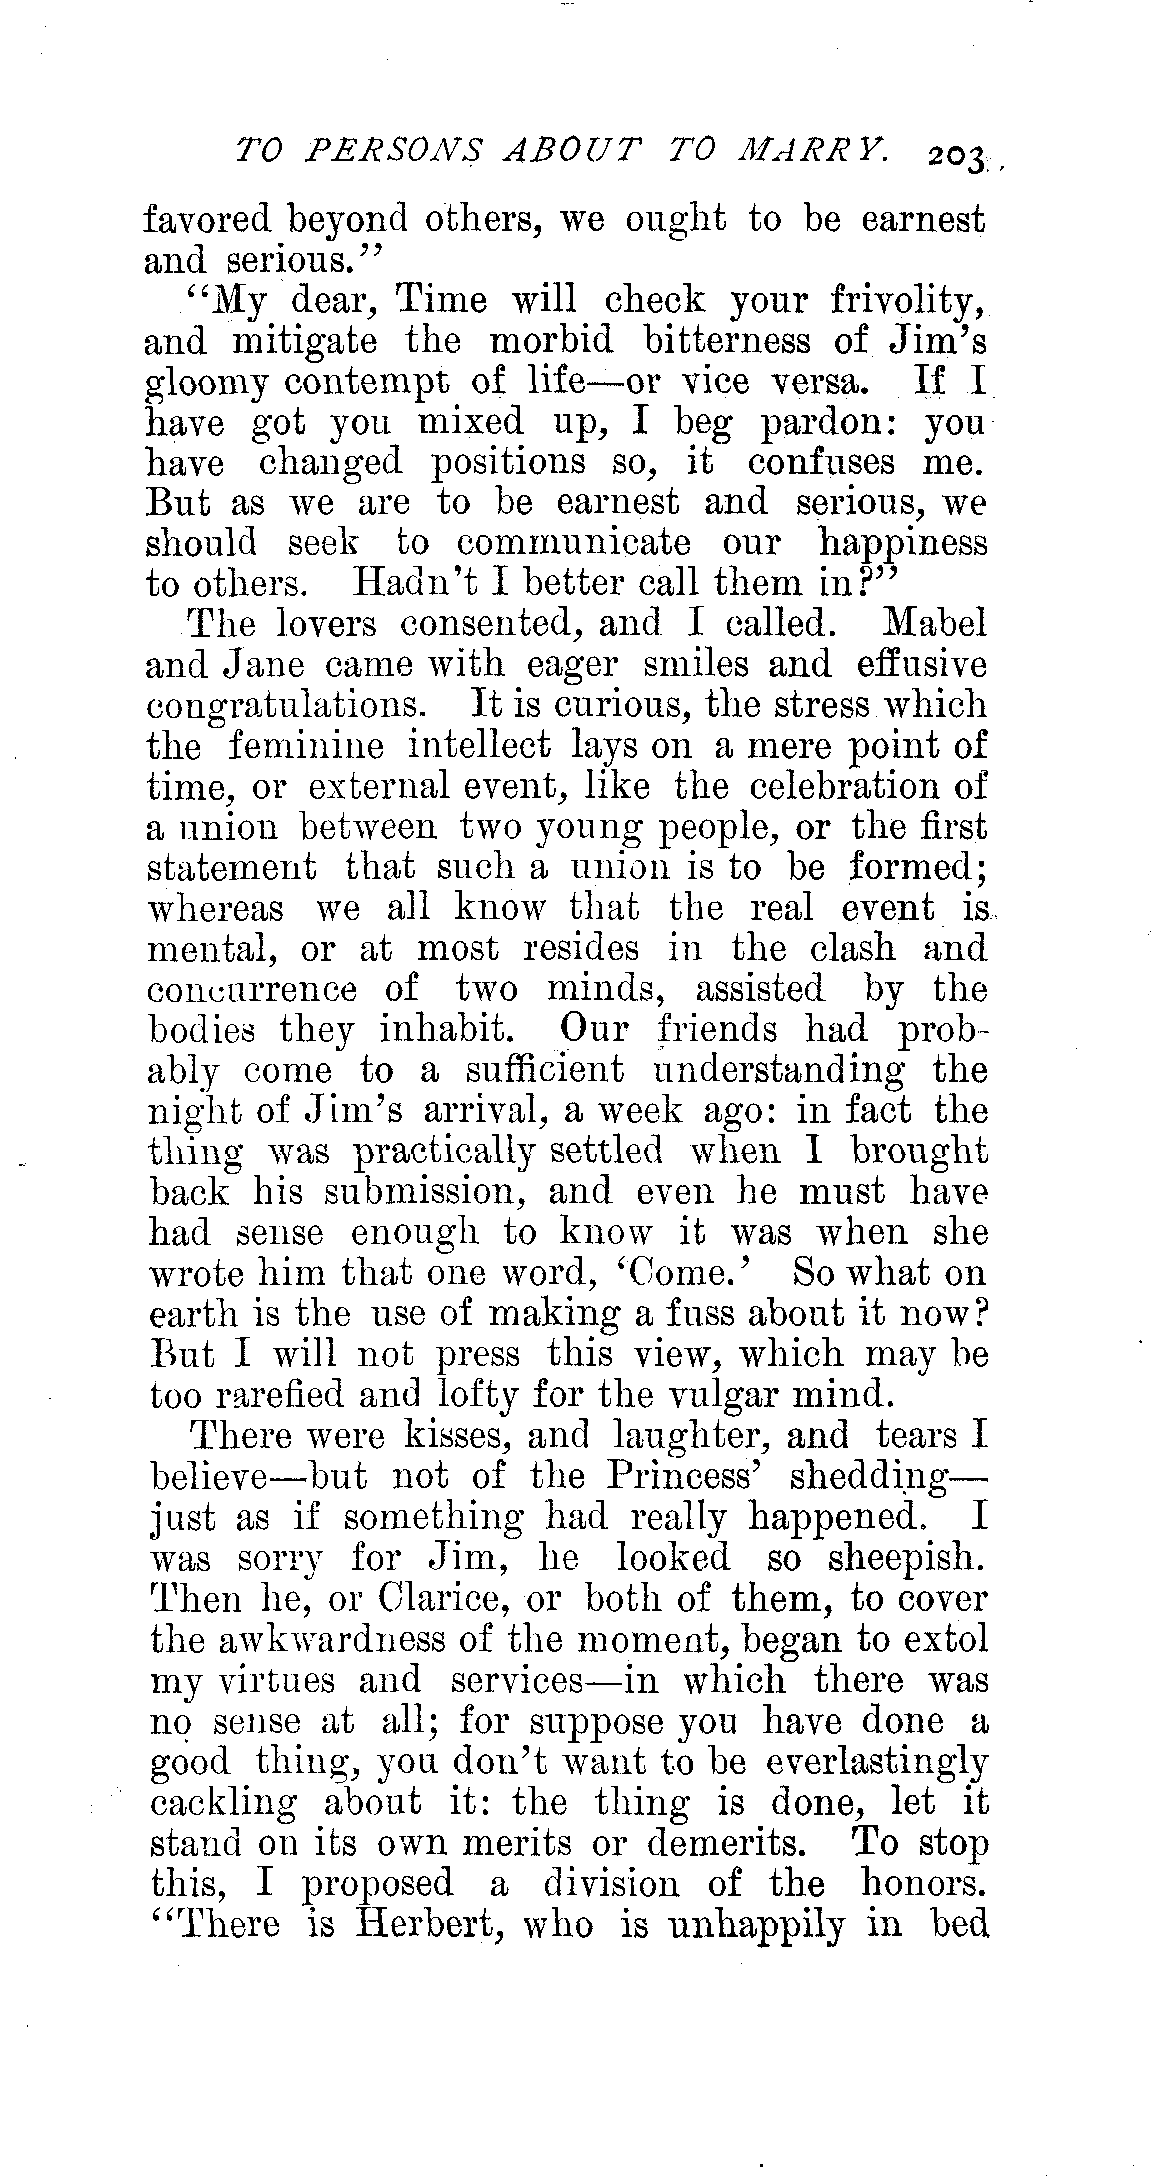 TO PERSONS ABOUT TO MARRY. 203
favored beyond others, we ought to be earnest
and serious."
"My dear, Time will check your frivolity,
and mitigate the morbid bitterness of Jim's
gloomy contempt of life—or vice versa. If I
have got you mixed up, I beg pardon: you
have changed positions so, it confuses me.
But as we are to be earnest and serious, we
should seek to communicate our happiness
to others. Hadn't I better call them in?"
The lovers consented, and I called. Mabel
and Jane came with eager smiles and effusive
congratulations. It is curious, the stress which
the feminine intellect lays on a mere point of
time, or external event, like the celebration of
a union between two young people, or the first
statement that such a union is to be formed;
whereas we all know that the real event is
mental, or at most resides in the clash and
concurrence of two minds, assisted by the
bodies they inhabit. Our friends had prob-
ably come to a sufficient understanding the
night of Jim's arrival, a week ago: in fact the
thing was practically settled when I brought
back his submission, and even he must have
had sense enough to know it was when she
wrote him that one word, 'Come.' So what on
earth is the use of making a fuss about it now?
But I will not press this view, which may be
too rarefied and lofty for the vulgar mind.
There were kisses, and laughter, and tears I
believe—but not of the Princess' shedding—
just as if something had really happened. I
was sorry for Jim, he looked so sheepish.
Then he, or Clarice, or both of them, to cover
the awkwardness of the moment, began to extol
my virtues and services—in which there was
no sense at all; for suppose you have done a
good thing, you don't want to be everlastingly
cackling about it: the thing is done, let it
stand on its own merits or demerits. To stop
this, I proposed a division of the honors.
"There is Herbert, who is unhappily in bed